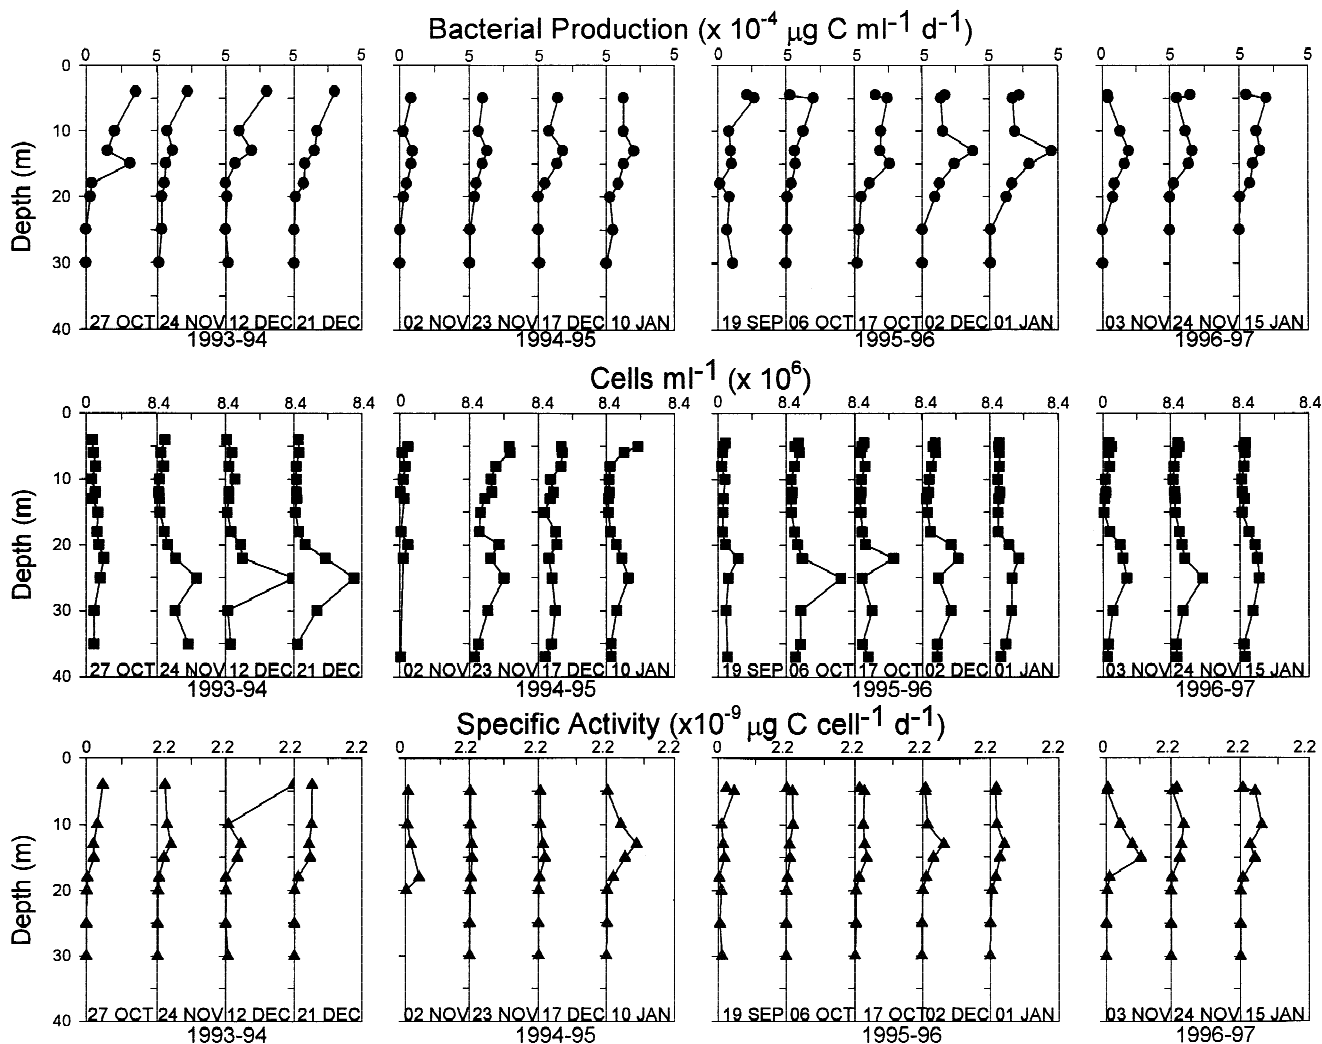 Bacterial Production (x 10⁻⁴ µg C ml⁻¹ d⁻¹)
0 5 5 5 5 0 5 5 5 5 0 5 5 5 5 5 0 5 5 5
0
10
20
30
40
Depth (m)
27 OCT 24 NOV 12 DEC 21 DEC 02 NOV 23 NOV 17 DEC 10 JAN 19 SEP 06 OCT 17 OCT 02 DEC 01 JAN 03 NOV 24 NOV 15 JAN
1993-94 1994-95 1995-96 1996-97
Cells ml⁻¹ (x 10⁶)
0 8.4 8.4 8.4 8.4 0 8.4 8.4 8.4 8.4 0 8.4 8.4 8.4 8.4 8.4 0 8.4 8.4 8.4
0
10
20
30
40
Depth (m)
27 OCT 24 NOV 12 DEC 21 DEC 02 NOV 23 NOV 17 DEC 10 JAN 19 SEP 06 OCT 17 OCT 02 DEC 01 JAN 03 NOV 24 NOV 15 JAN
1993-94 1994-95 1995-96 1996-97
Specific Activity (x10⁻⁹ µg C cell⁻¹ d⁻¹)
0 2.2 2.2 2.2 2.2 0 2.2 2.2 2.2 2.2 0 2.2 2.2 2.2 2.2 2.2 0 2.2 2.2 2.2
0
10
20
30
40
Depth (m)
27 OCT 24 NOV 12 DEC 21 DEC 02 NOV 23 NOV 17 DEC 10 JAN 19 SEP 06 OCT 17 OCT 02 DEC 01 JAN 03 NOV 24 NOV 15 JAN
1993-94 1994-95 1995-96 1996-97